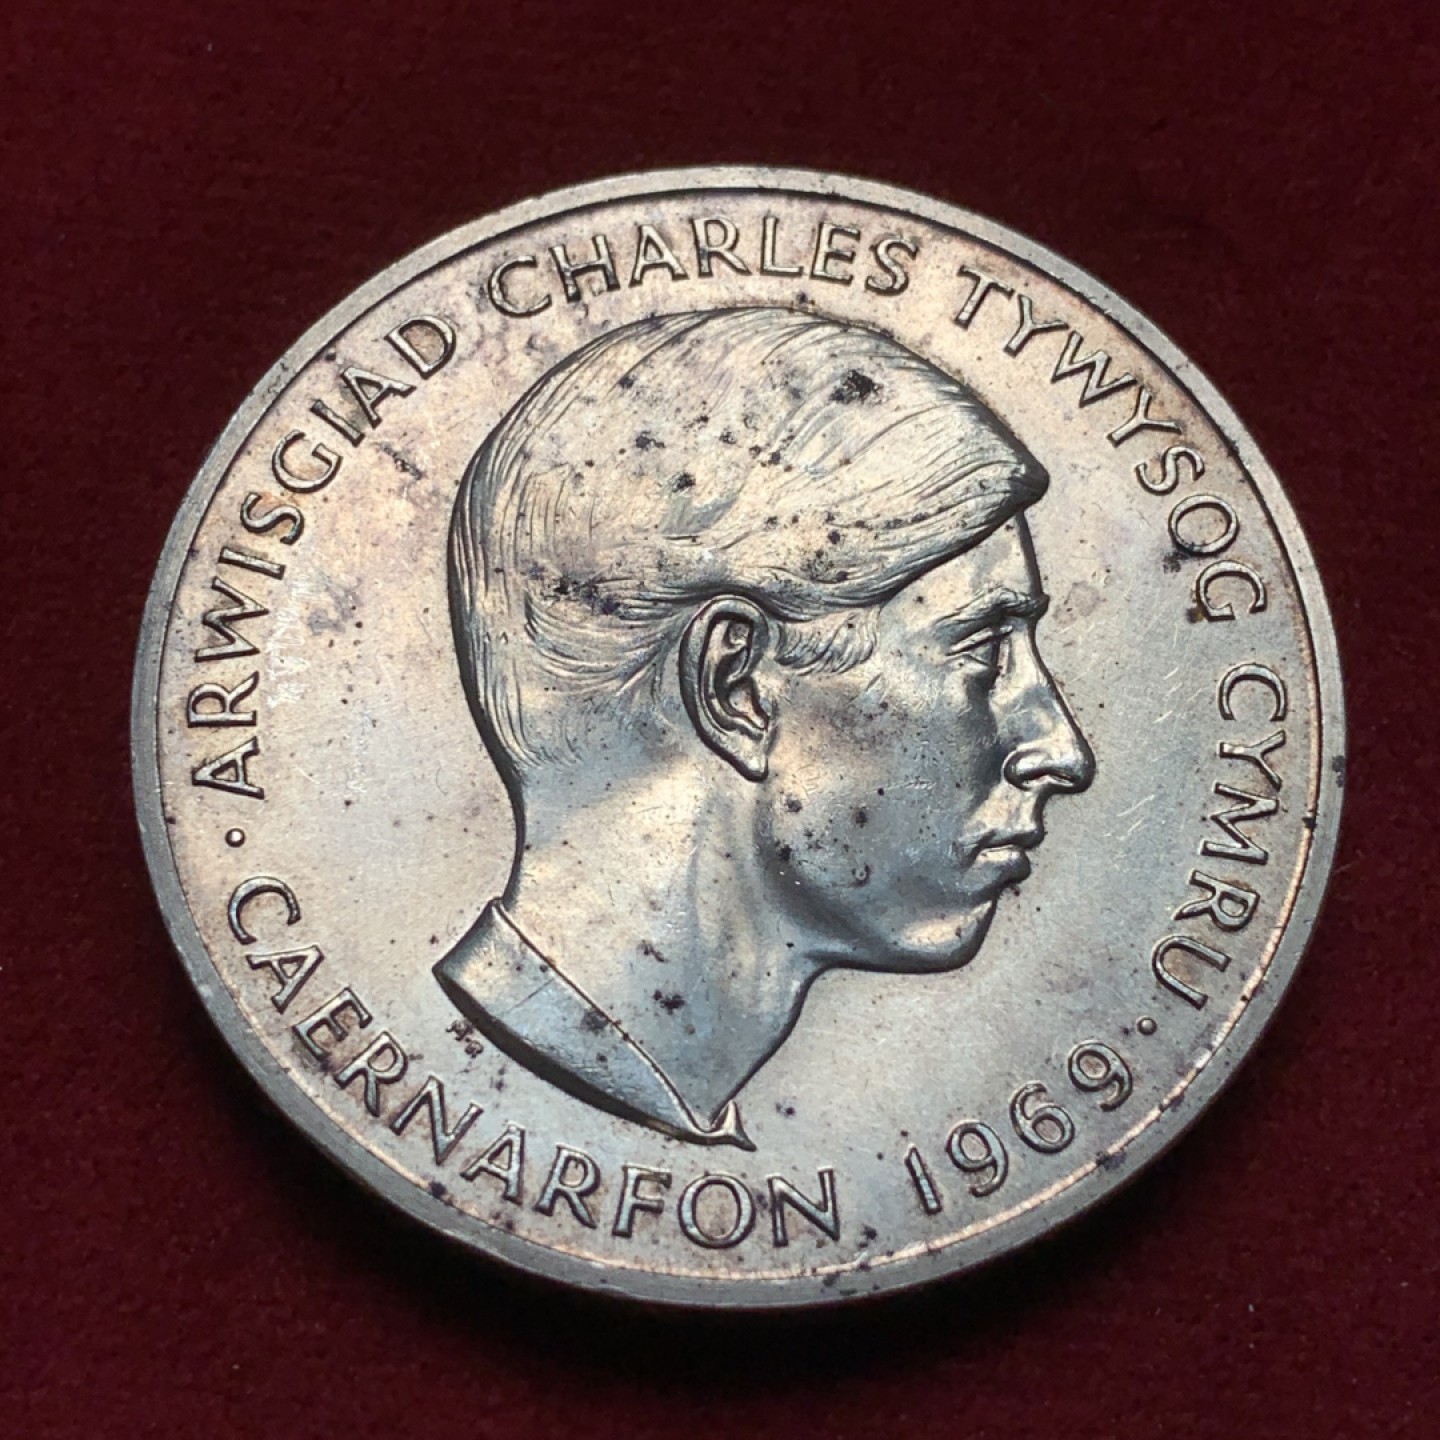 · ARWISGIAD CHARLES TYWYSOG CYMRU ·
CAERNARFON 1969